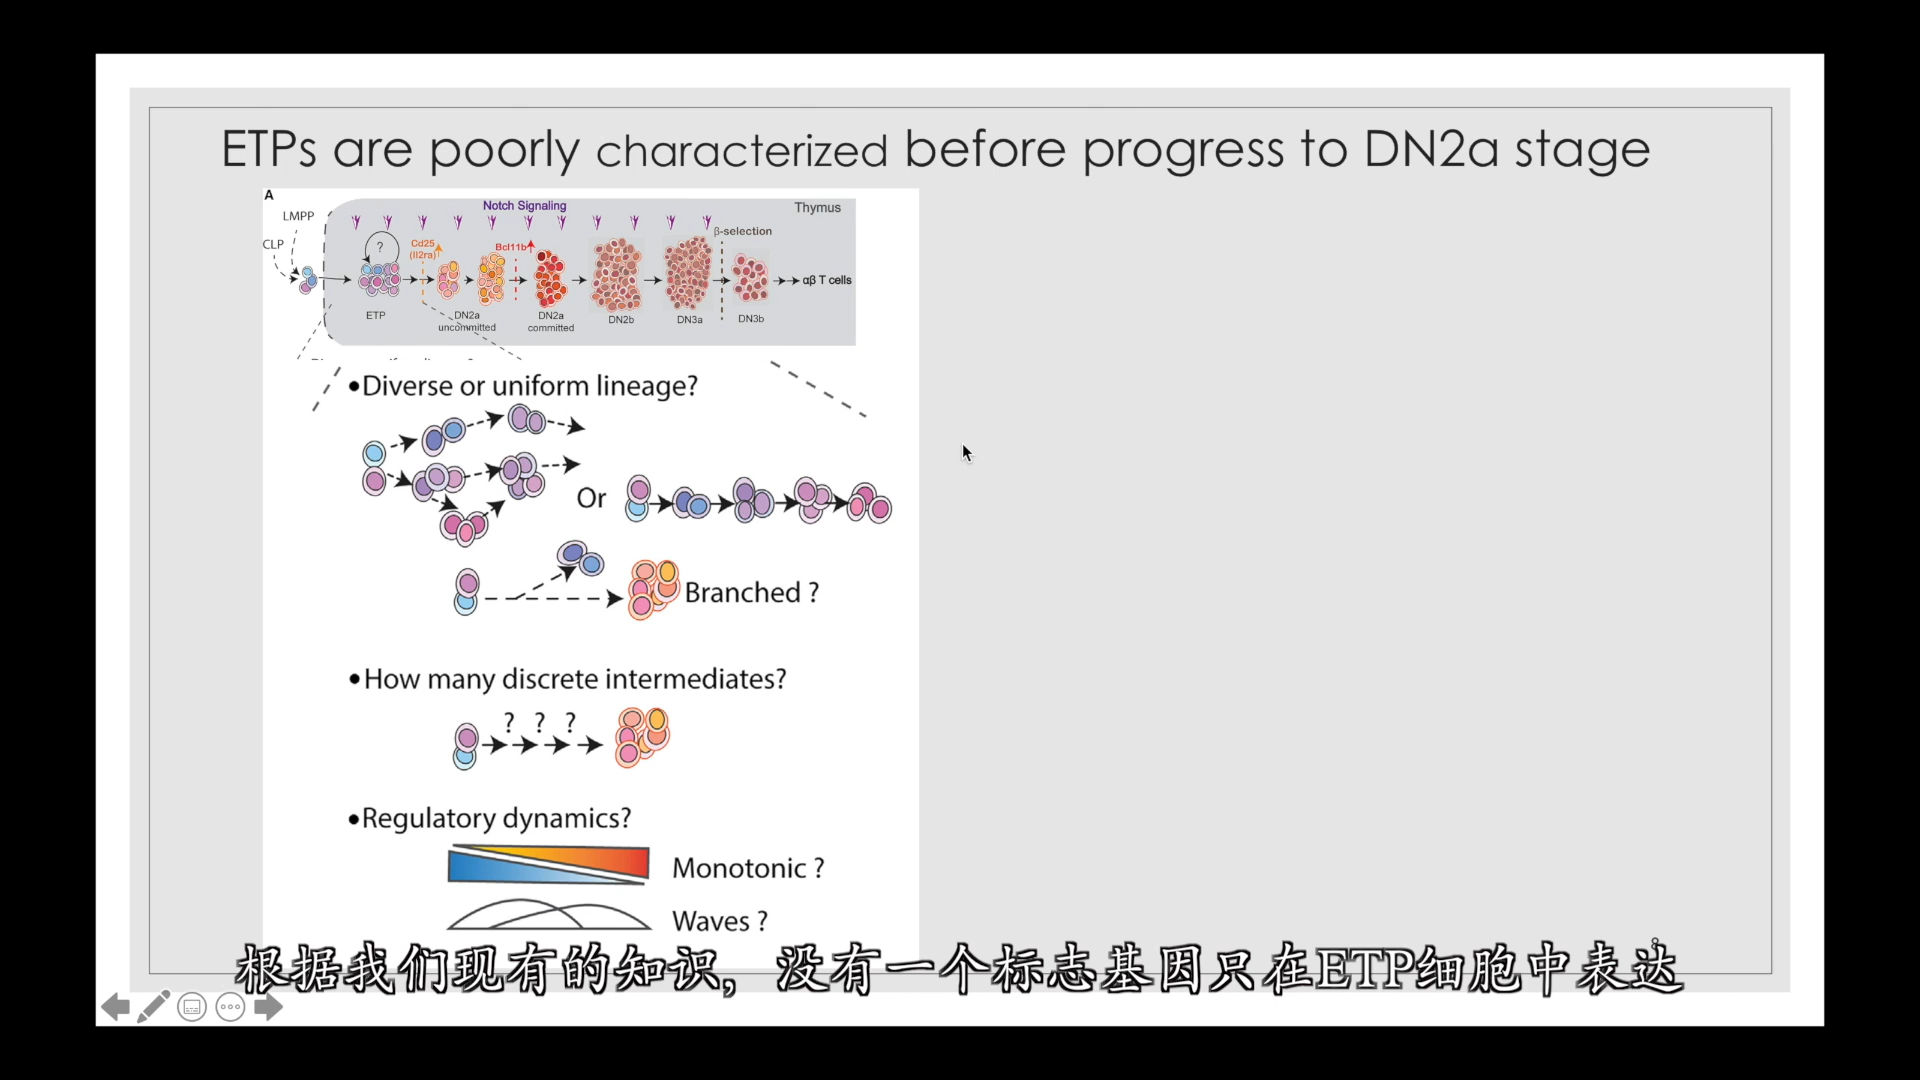 ETPs are poorly characterized before progress to DN2a stage
A
Notch Signaling
Thymus
LMPP
CLP
?
Cd25
(Il2ra)
Bcl11b
β-selection
αβ T cells
ETP
DN2a
uncommitted
DN2a
committed
DN2b
DN3a
DN3b
•Diverse or uniform lineage?
Or
Branched ?
•How many discrete intermediates?
? ? ?
•Regulatory dynamics?
Monotonic ?
Waves ?
8
根据我们现有的知识，没有一个标志基因只在ETP细胞中表达